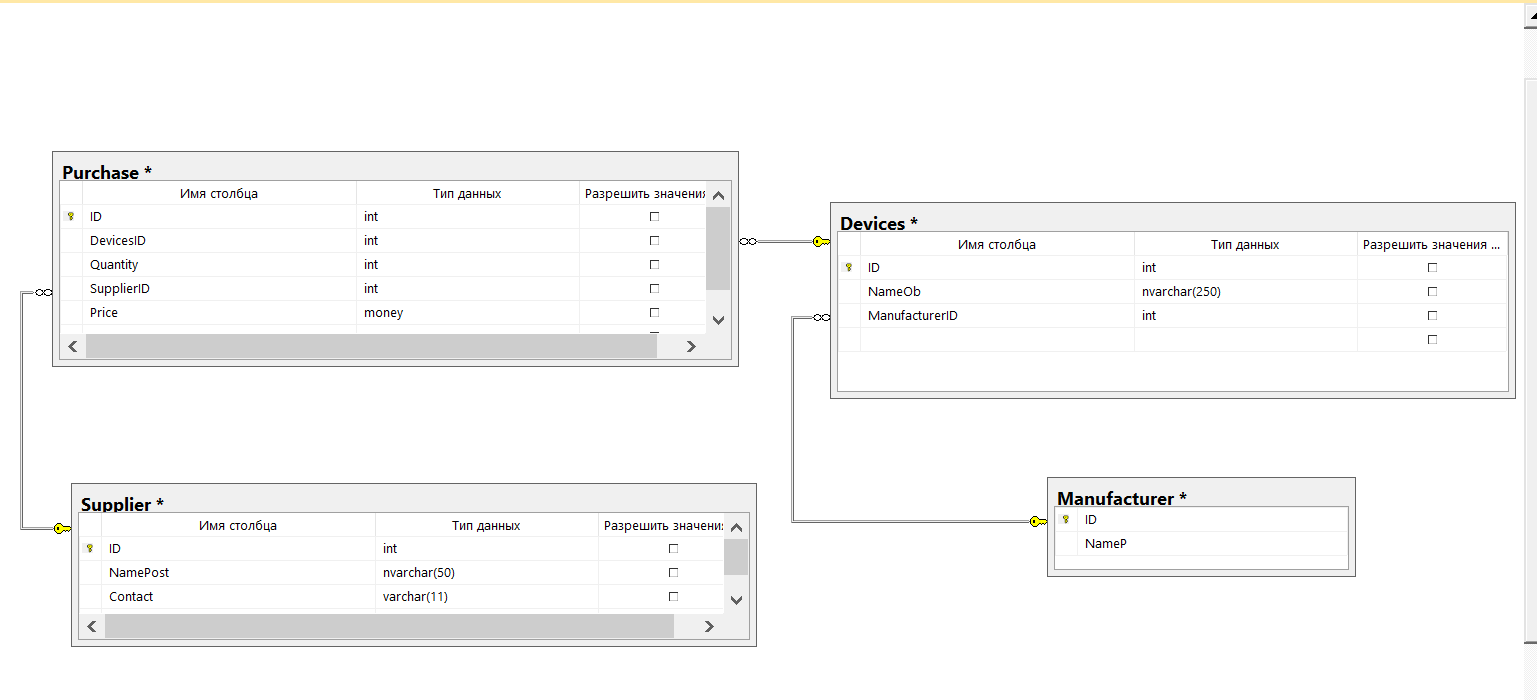 Purchase *
Имя столбца Тип данных Разрешить значения
ID int
DevicesID int
Quantity int
SupplierID int
Price money
Devices *
Имя столбца Тип данных Разрешить значения ...
ID int
NameOb nvarchar(250)
ManufacturerID int
Supplier *
Имя столбца Тип данных Разрешить значени
ID int
NamePost nvarchar(50)
Contact varchar(11)
Manufacturer *
ID
NameP